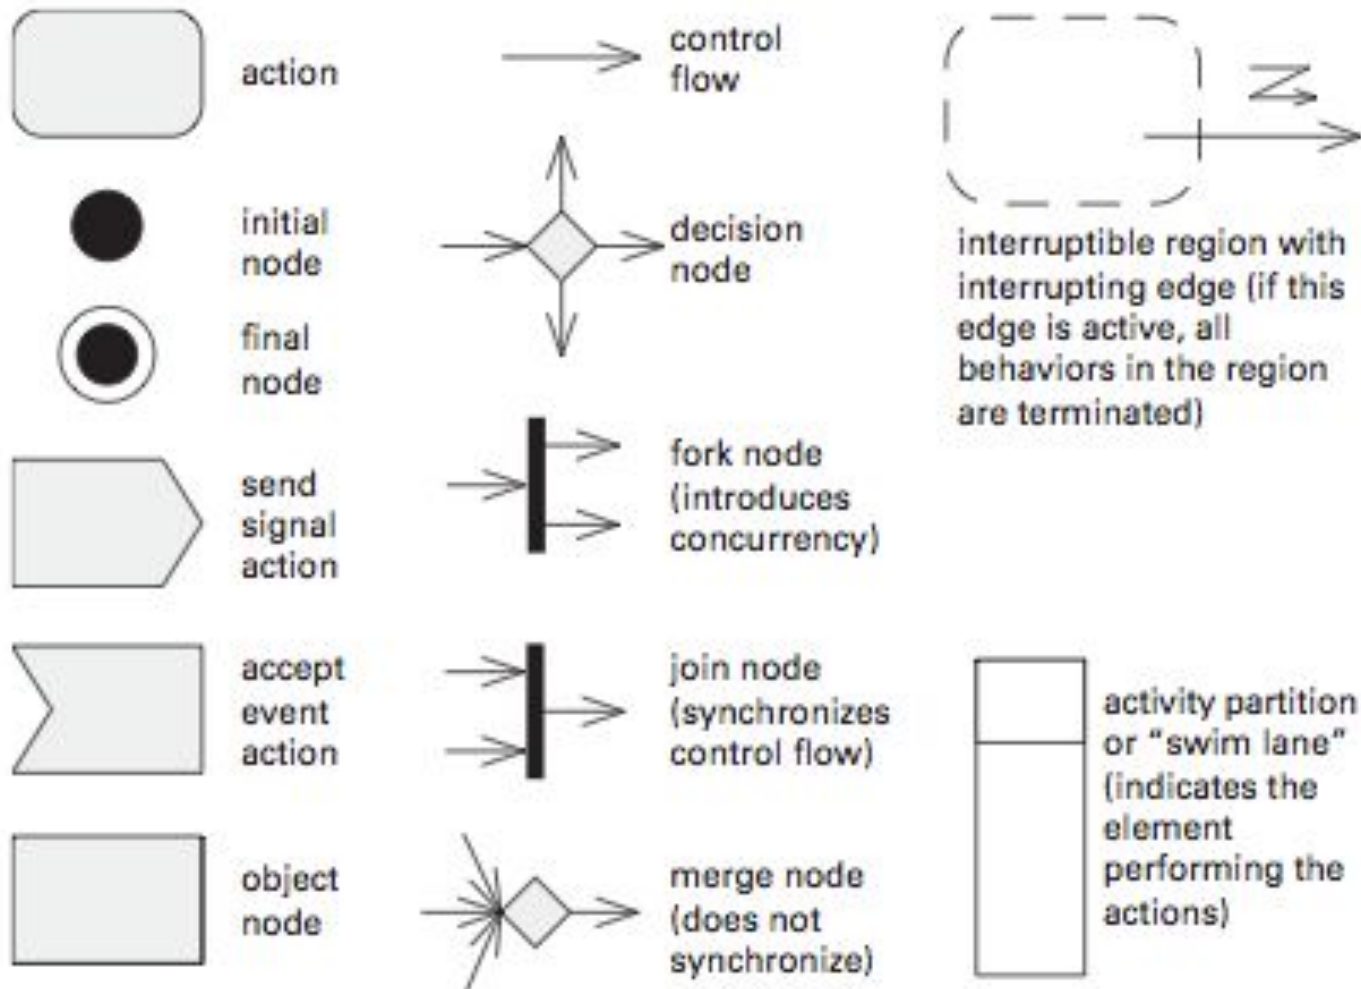 action
initial
node
final
node
send
signal
action
accept
event
action
object
node
control
flow
decision
node
fork node
(introduces
concurrency)
join node
(synchronizes
control flow)
merge node
(does not
synchronize)
interruptible region with
interrupting edge (if this
edge is active, all
behaviors in the region
are terminated)
activity partition
or “swim lane”
(indicates the
element
performing the
actions)